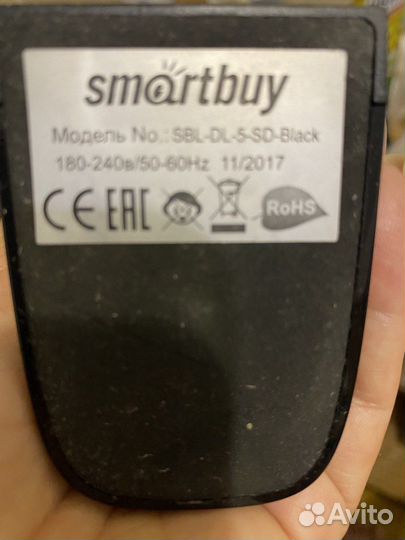 smartbuy
Модель No.: SBL-DL-5-SD-Black
180-240в/50-60Hz 11/2017
CE EAC RoHS
Avito